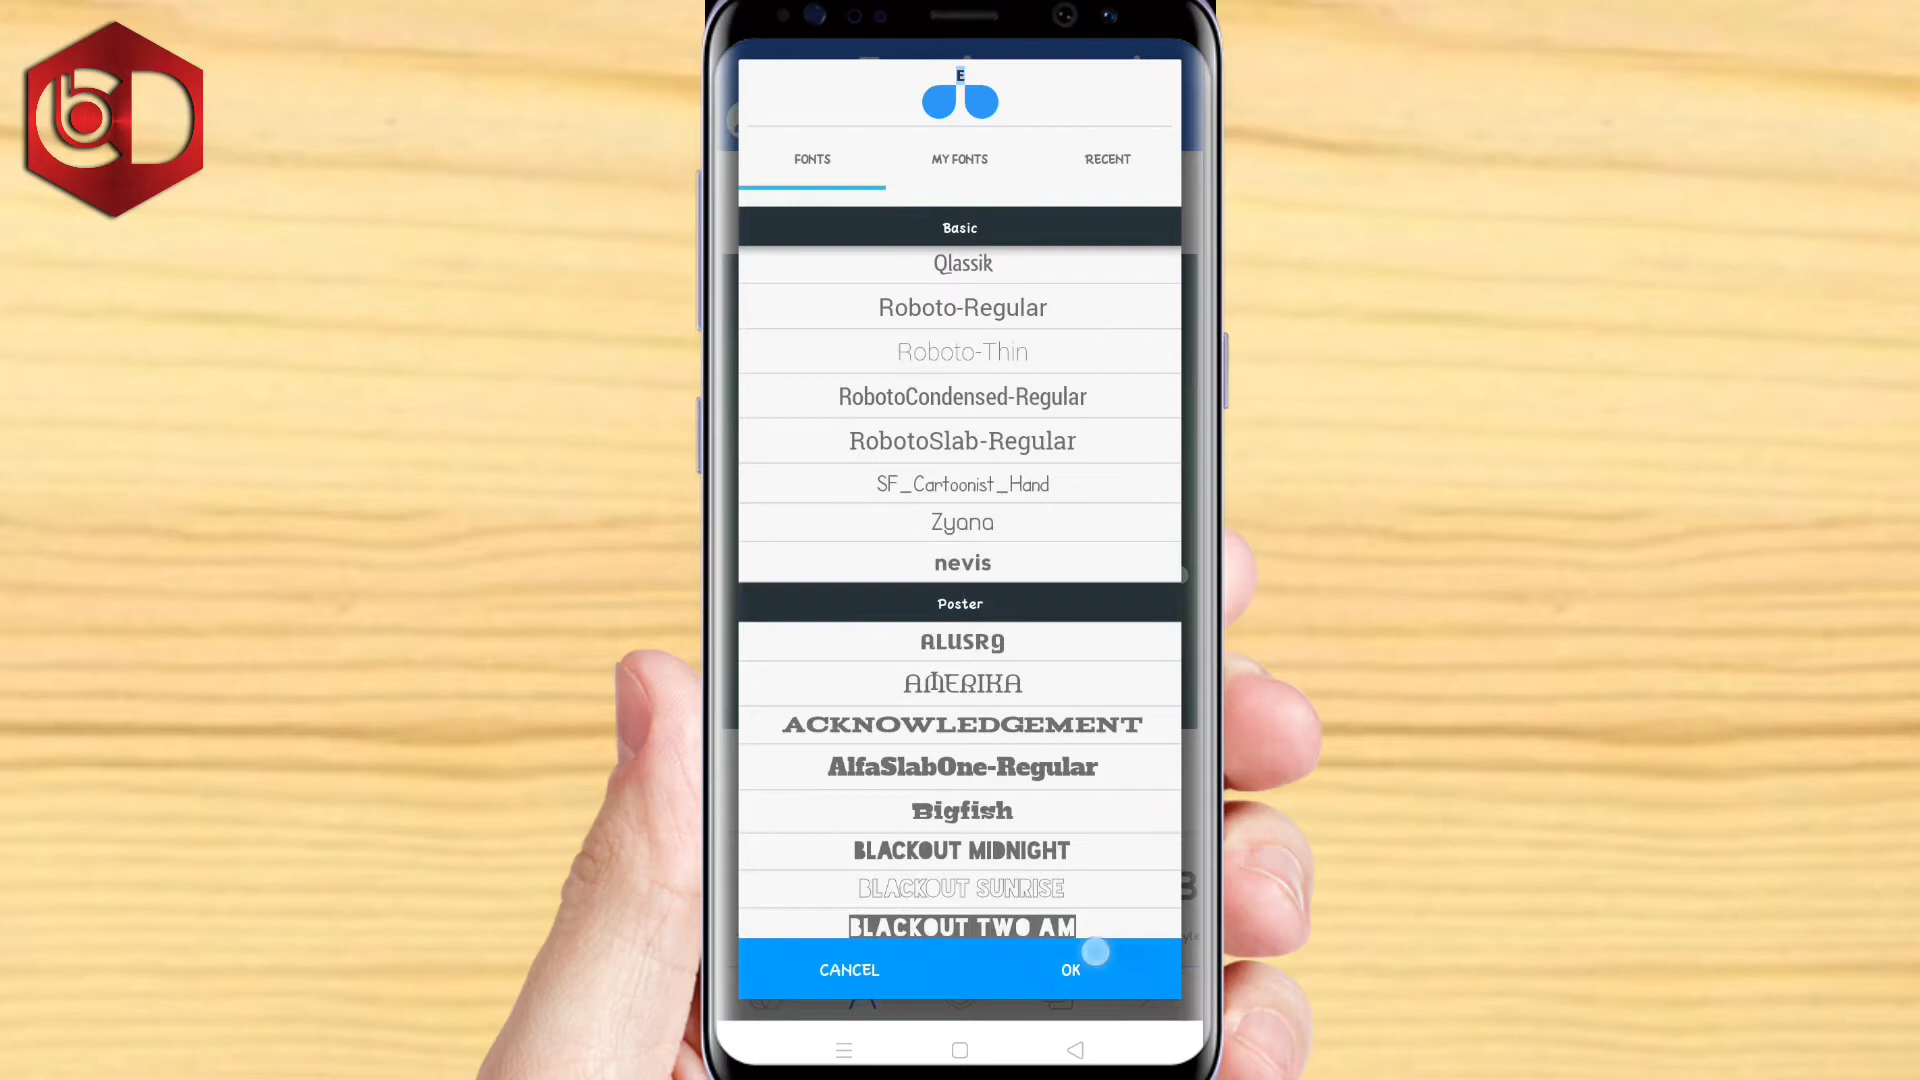 E
FONTS
MY FONTS
RECENT
Basic
Qlassik
Roboto-Regular
Roboto-Thin
RobotoCondensed-Regular
RobotoSlab-Regular
SF_Cartoonist_Hand
Zyana
nevis
Poster
ALUSRg
AMERIKA
ACKNOWLEDGEMENT
AlfaSlabOne-Regular
Bigfish
BLACKOUT MIDNIGHT
BLACKOUT SUNRISE
BLACKOUT TWO AM
CANCEL
OK